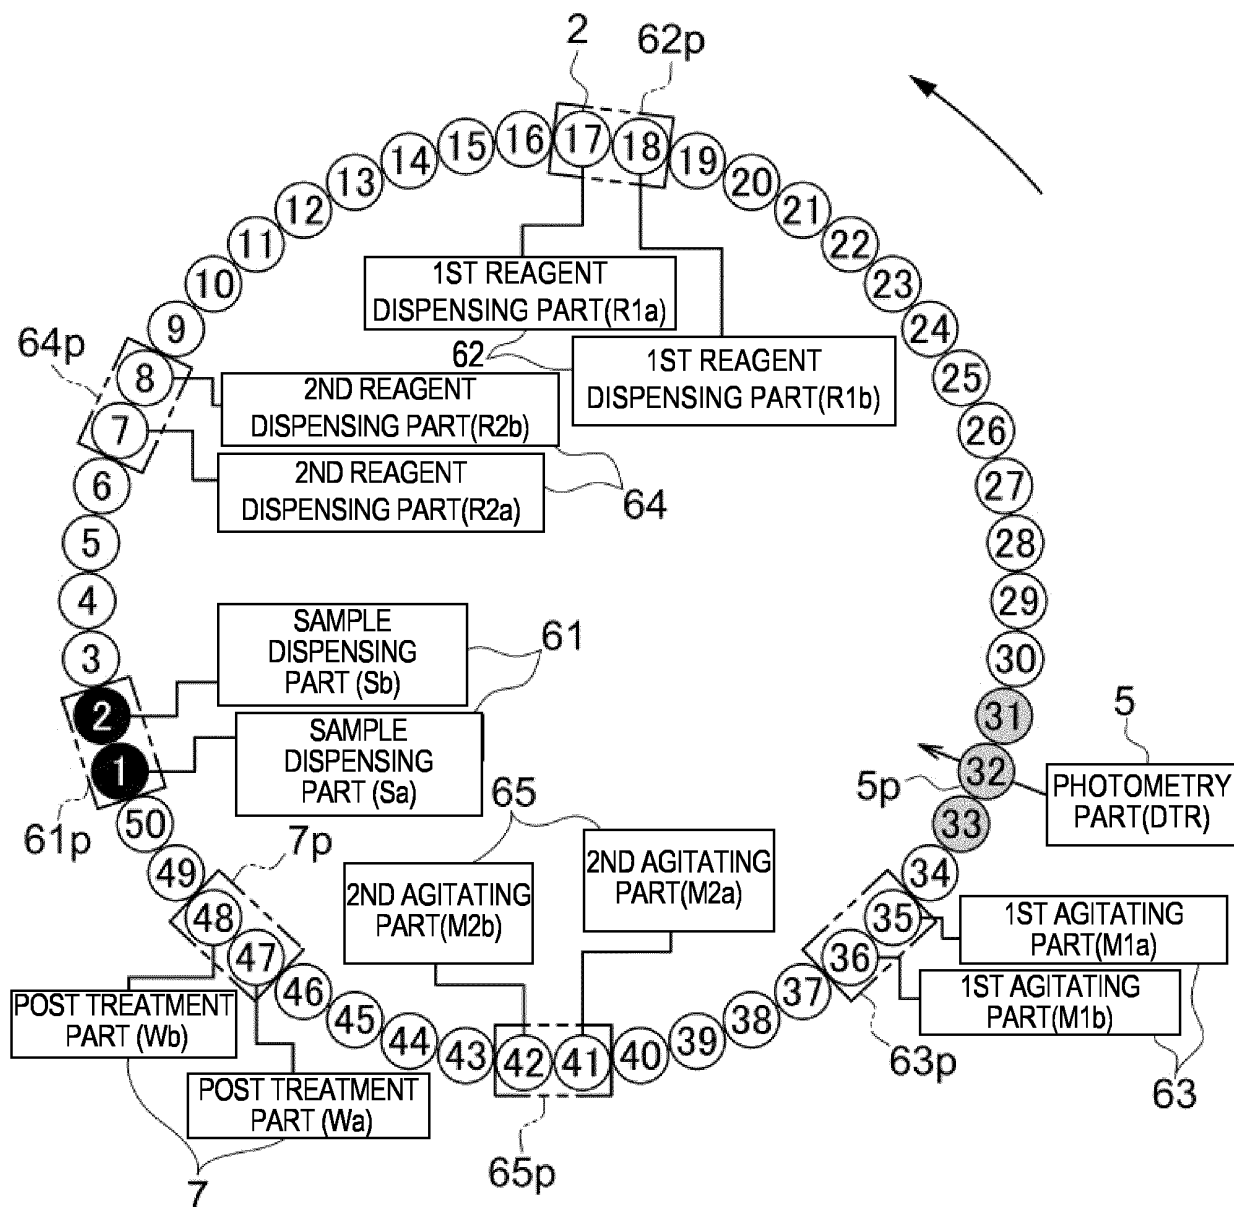 2
62p
16
17
18
19
15
20
14
21
13
22
12
23
11
24
10
25
9
26
64p
8
27
7
28
6
29
5
30
4
31
3
32
2
33
1
34
50
35
49
36
48
37
47
38
46
39
45
40
44
41
43
42
1ST REAGENT
DISPENSING PART(R1a)
62
1ST REAGENT
DISPENSING PART(R1b)
2ND REAGENT
DISPENSING PART(R2b)
2ND REAGENT
DISPENSING PART(R2a)
64
SAMPLE
DISPENSING
PART (Sb)
61
SAMPLE
DISPENSING
PART (Sa)
61p
5
5p
PHOTOMETRY
PART(DTR)
65
7p
2ND AGITATING
PART(M2b)
2ND AGITATING
PART(M2a)
1ST AGITATING
PART(M1a)
1ST AGITATING
PART(M1b)
63p
63
POST TREATMENT
PART (Wb)
POST TREATMENT
PART (Wa)
65p
7